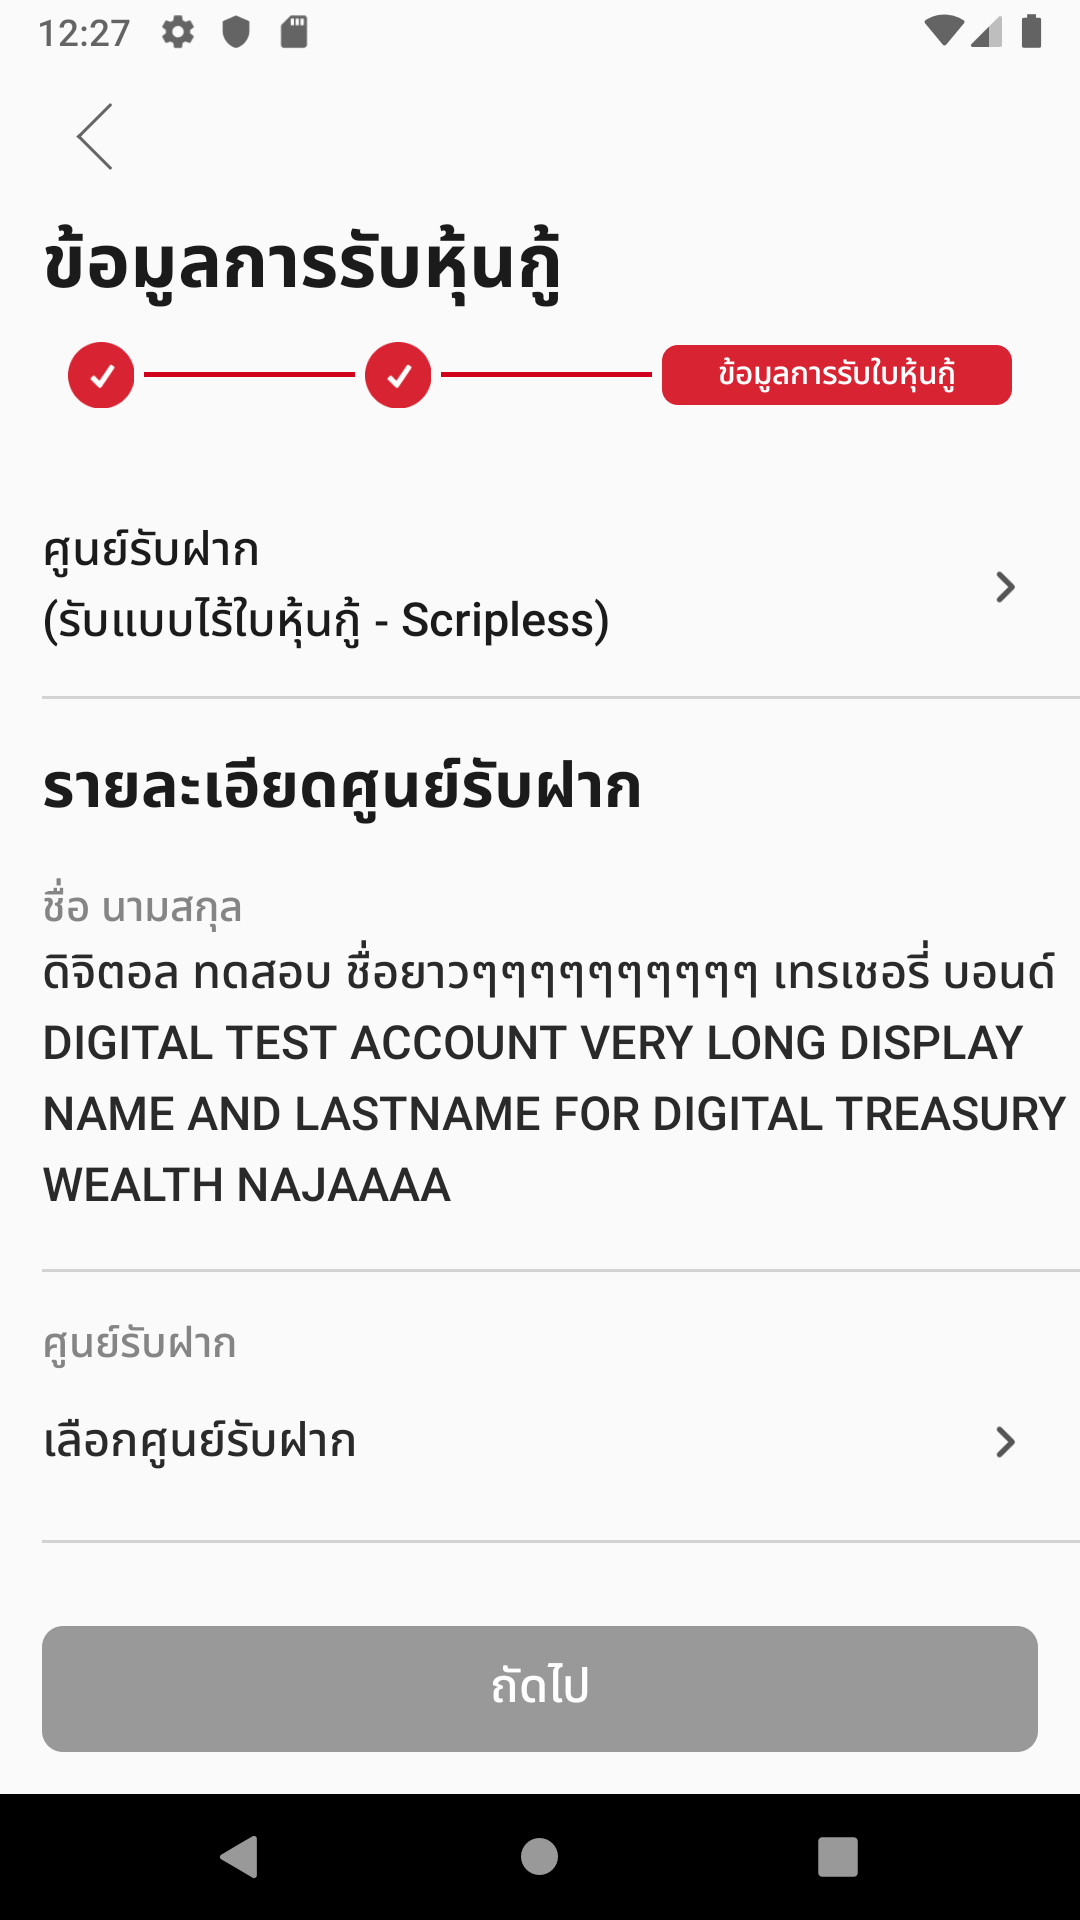 12:27
ข้อมูลการรับหุ้นกู้
ข้อมูลการรับใบหุ้นกู้
ศูนย์รับฝาก
(รับแบบไร้ใบหุ้นกู้ - Scripless)
รายละเอียดศูนย์รับฝาก
ชื่อ นามสกุล
ดิจิตอล ทดสอบ ชื่อยาวๆๆๆๆๆๆๆๆๆๆ เทรเชอรี่ บอนด์
DIGITAL TEST ACCOUNT VERY LONG DISPLAY
NAME AND LASTNAME FOR DIGITAL TREASURY
WEALTH NAJAAAA
ศูนย์รับฝาก
เลือกศูนย์รับฝาก
ถัดไป